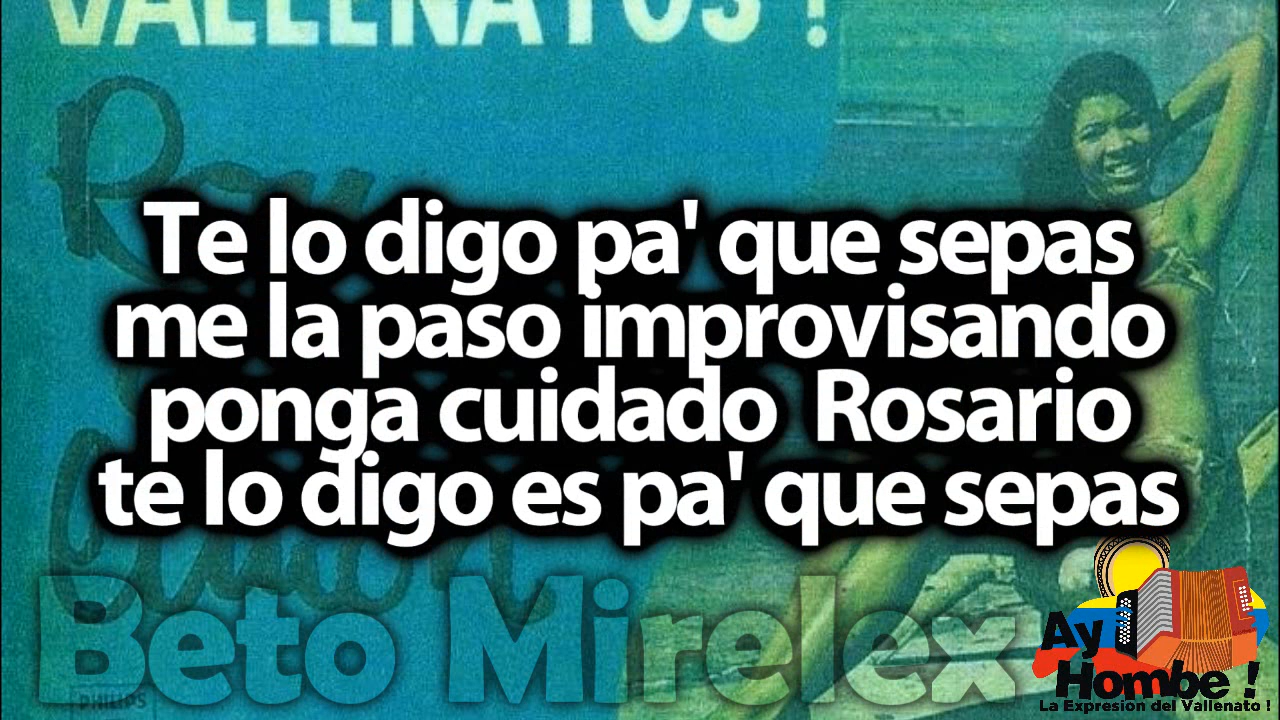 VALLENATOS !
Te lo digo pa' que sepas
me la paso improvisando
ponga cuidado Rosario
te lo digo es pa' que sepas
Beto Mirelex
PHILIPS
Ay
Hombe !
La Expresion del Vallenato !